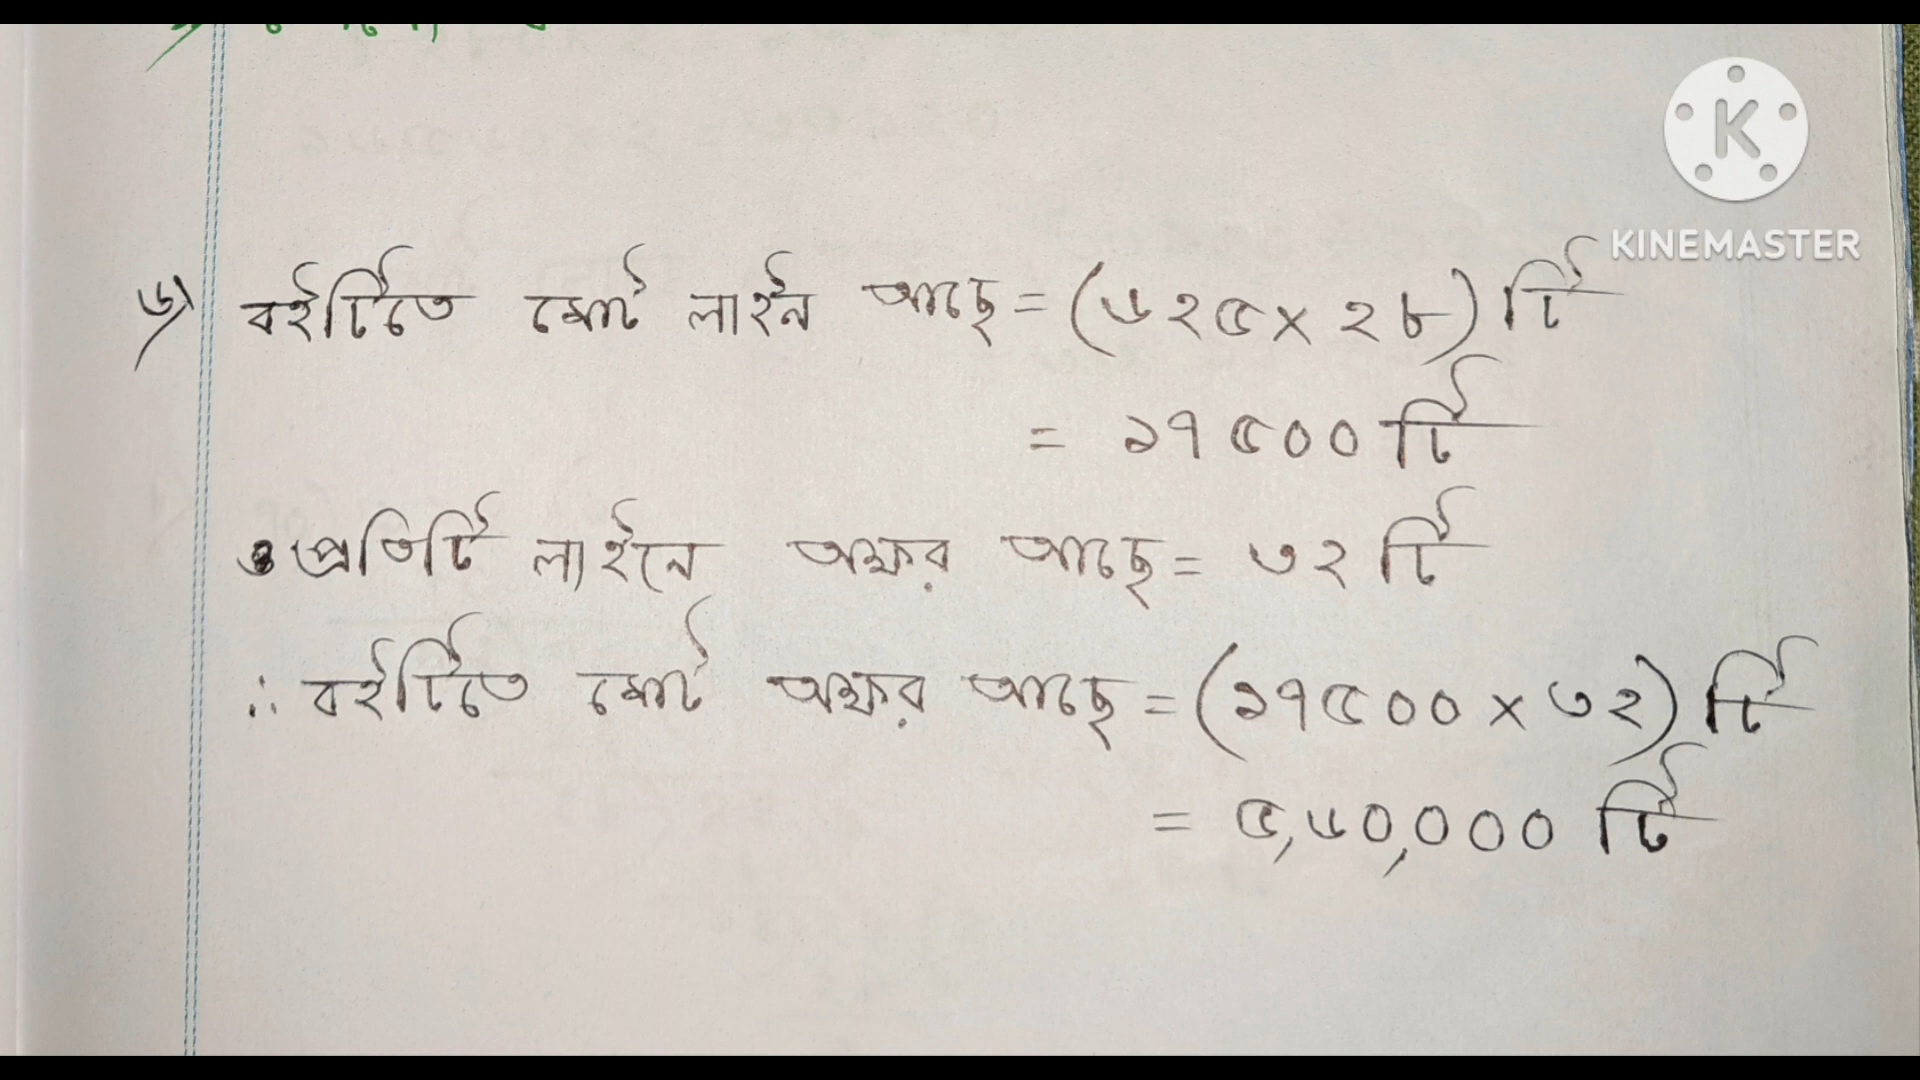 K
KINEMASTER
৬) বইটিতে মোট লাইন আছে = (৬২৫ × ২৮) টি
= ১৭৫০০ টি
প্রতিটি লাইনে অক্ষর আছে = ৩২ টি
∴ বইটিতে মোট অক্ষর আছে = (১৭৫০০ × ৩২) টি
= ৫,৬০,০০০ টি